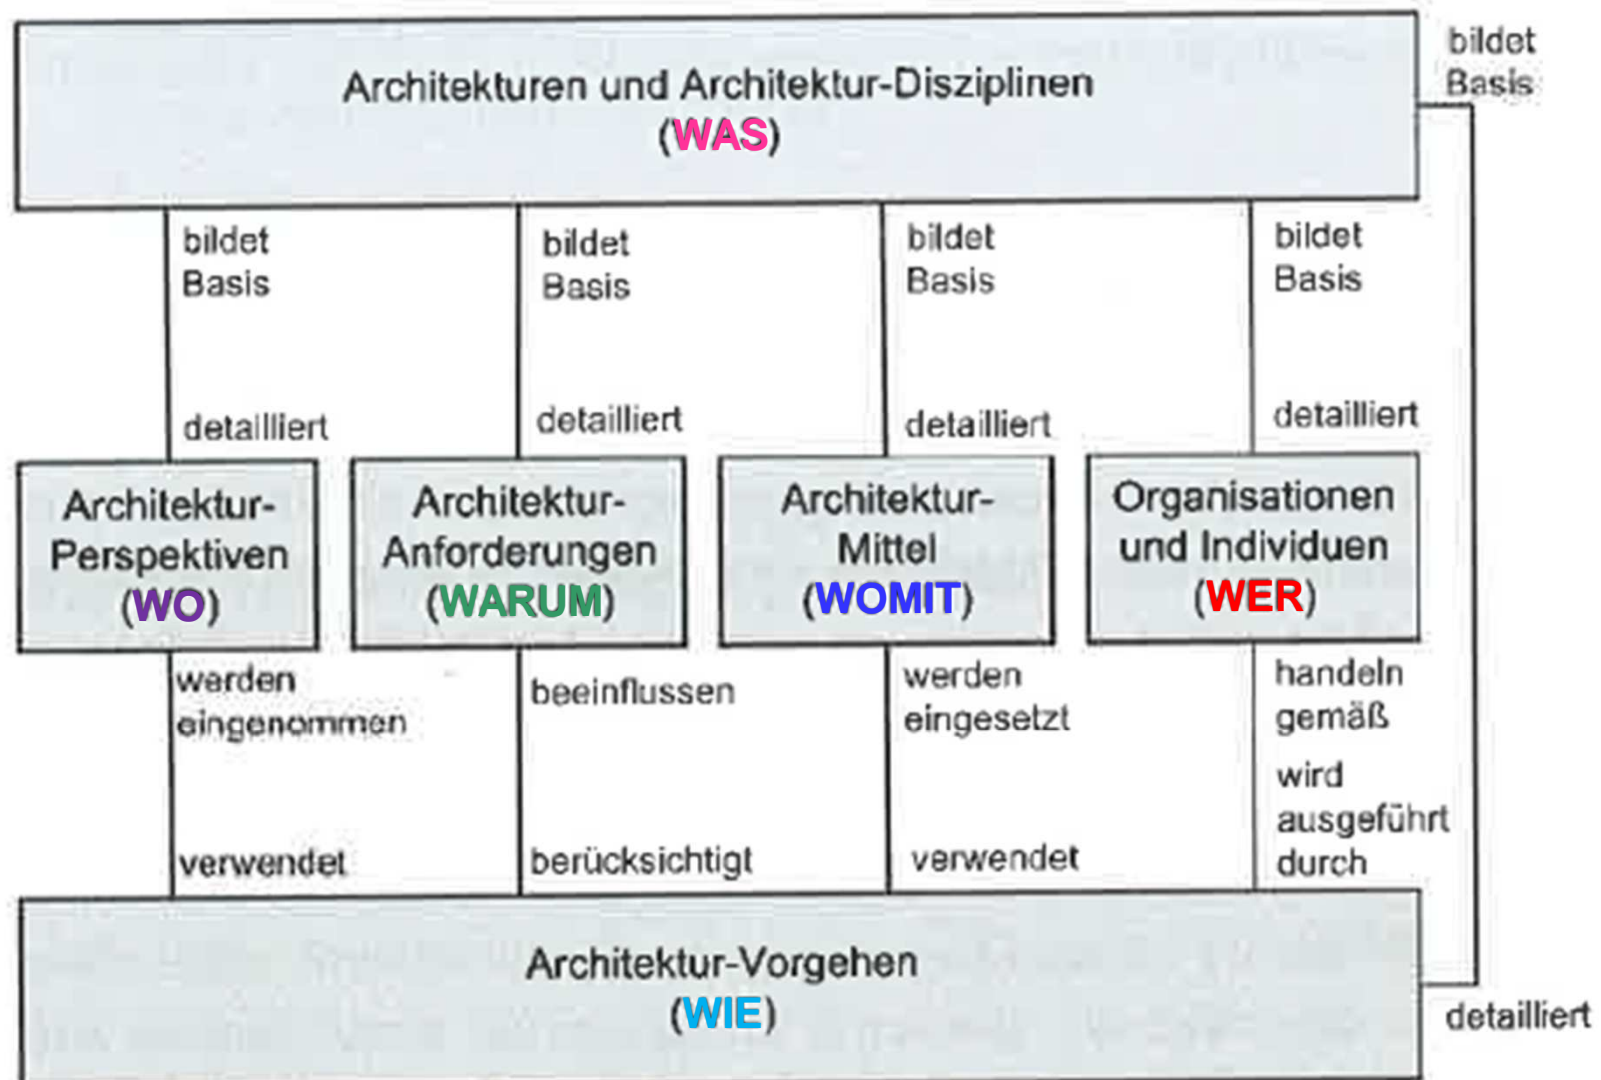 bildet
Basis
Architekturen und Architektur-Disziplinen
(WAS)
bildet
Basis
bildet
Basis
bildet
Basis
bildet
Basis
detailliert
detailliert
detailliert
detailliert
Architektur-
Perspektiven
(WO)
Architektur-
Anforderungen
(WARUM)
Architektur-
Mittel
(WOMIT)
Organisationen
und Individuen
(WER)
werden
eingenommen
beeinflussen
werden
eingesetzt
handeln
gemäß
wird
ausgeführt
durch
verwendet
berücksichtigt
verwendet
Architektur-Vorgehen
(WIE)
detailliert